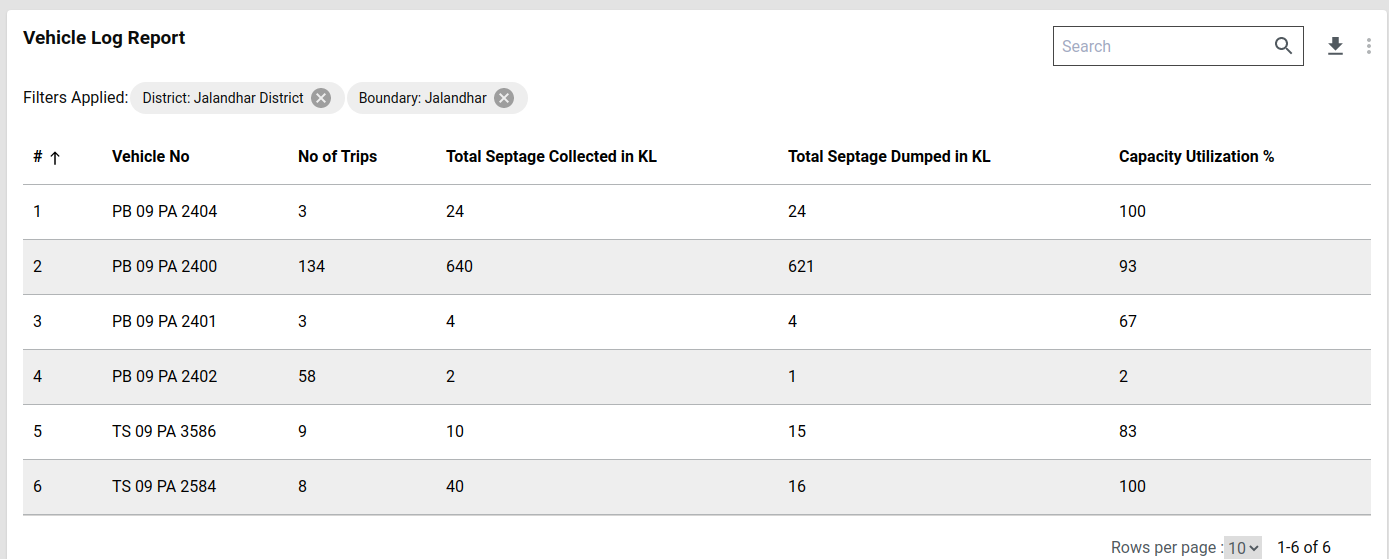 Vehicle Log Report
Search
Filters Applied: District: Jalandhar District Boundary: Jalandhar
# ↑ Vehicle No No of Trips Total Septage Collected in KL Total Septage Dumped in KL Capacity Utilization %
1 PB 09 PA 2404 3 24 24 100
2 PB 09 PA 2400 134 640 621 93
3 PB 09 PA 2401 3 4 4 67
4 PB 09 PA 2402 58 2 1 2
5 TS 09 PA 3586 9 10 15 83
6 TS 09 PA 2584 8 40 16 100
Rows per page : 10 1-6 of 6